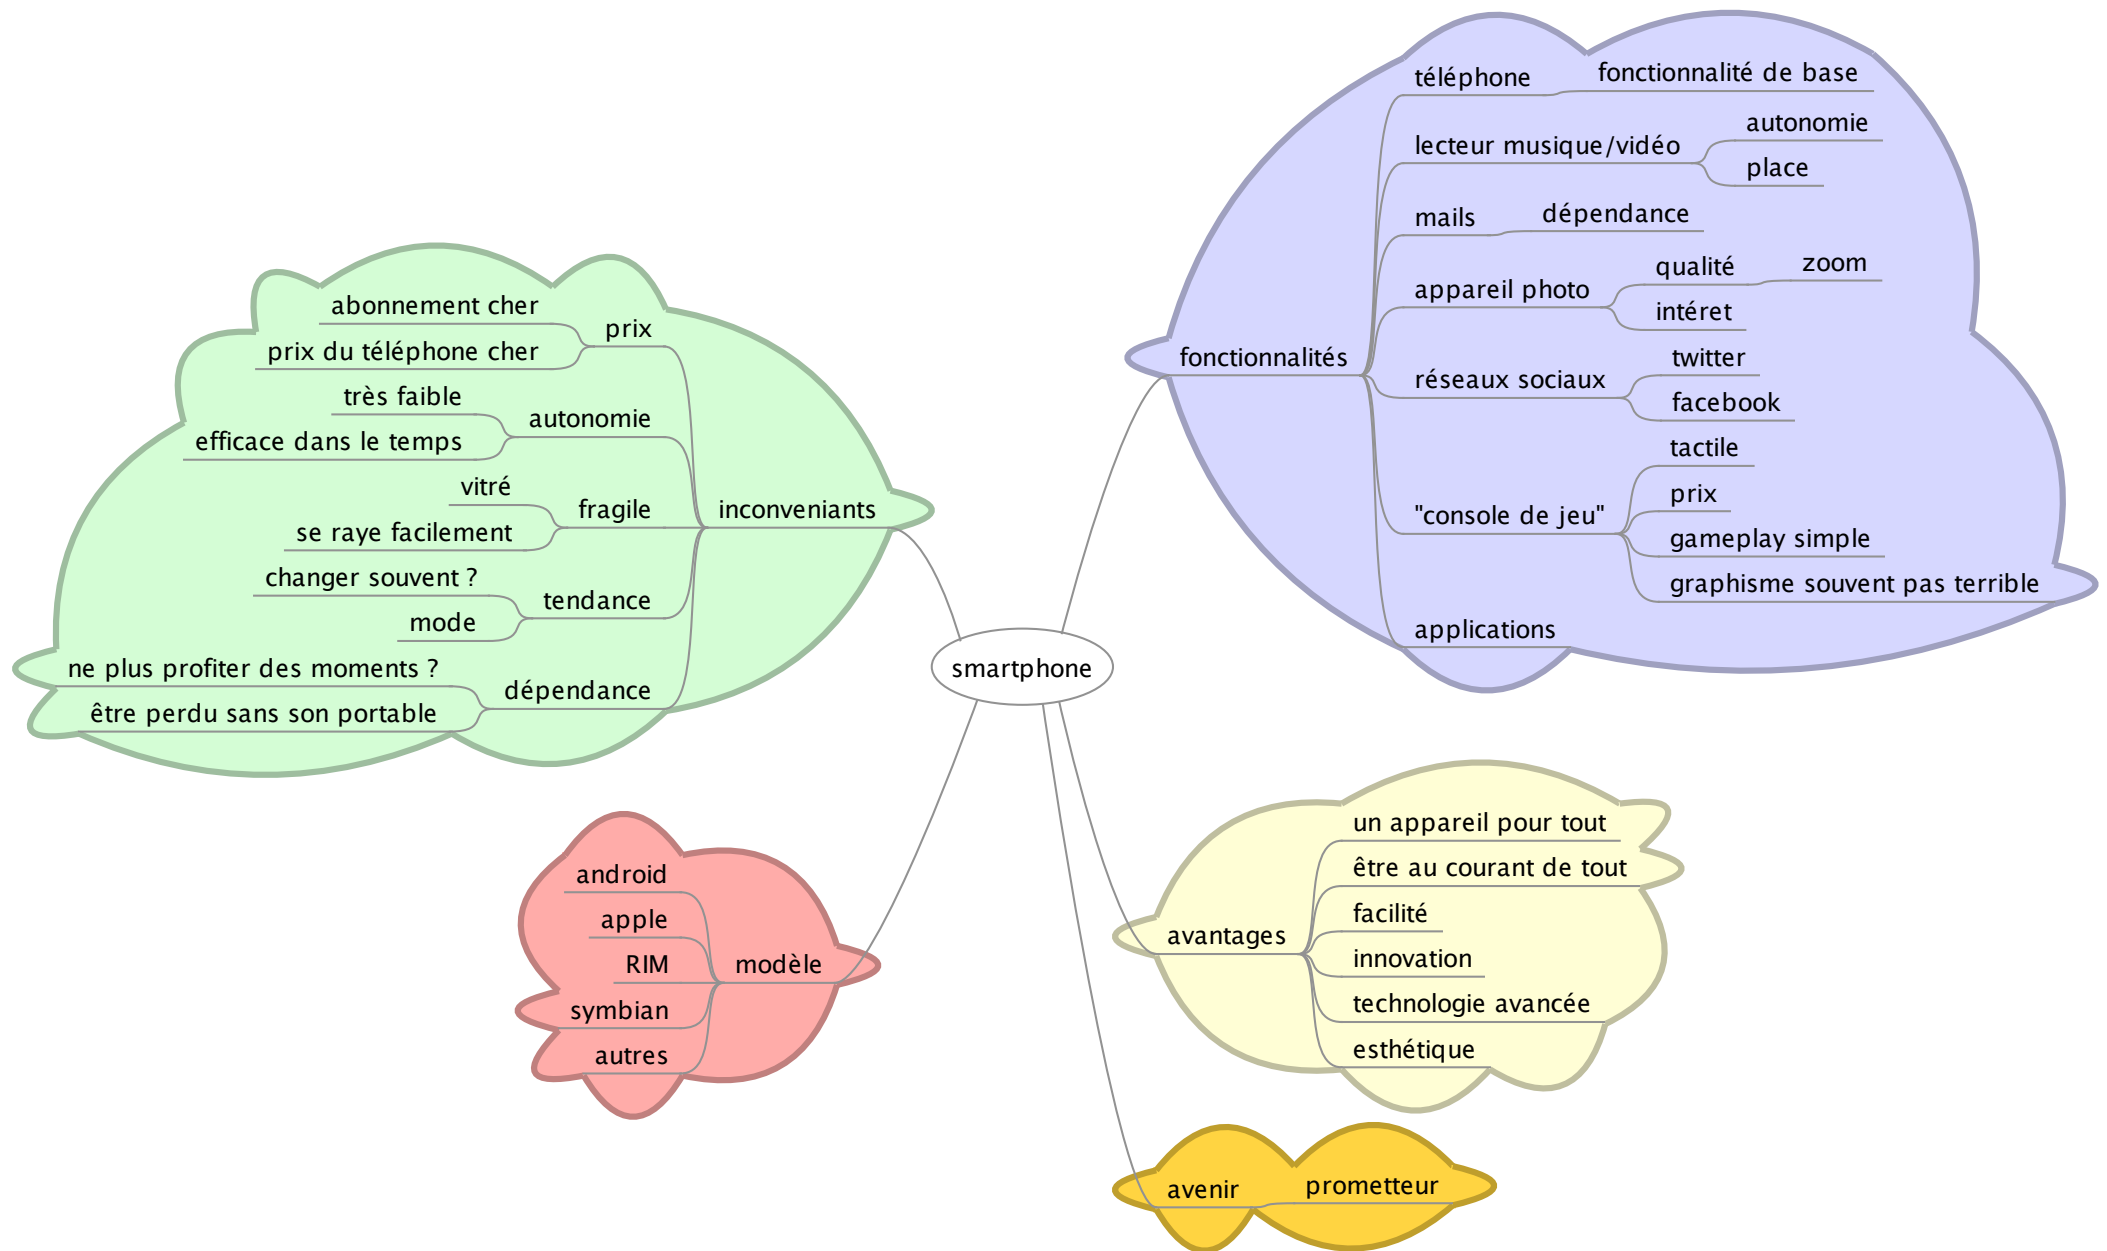 smartphone
fonctionnalités
téléphone
fonctionnalité de base
lecteur musique/vidéo
autonomie
place
mails
dépendance
appareil photo
qualité
zoom
intéret
réseaux sociaux
twitter
facebook
"console de jeu"
tactile
prix
gameplay simple
graphisme souvent pas terrible
applications
avantages
un appareil pour tout
être au courant de tout
facilité
innovation
technologie avancée
esthétique
avenir
prometteur
inconveniants
prix
abonnement cher
prix du téléphone cher
autonomie
très faible
efficace dans le temps
fragile
vitré
se raye facilement
tendance
changer souvent ?
mode
dépendance
ne plus profiter des moments ?
être perdu sans son portable
modèle
android
apple
RIM
symbian
autres